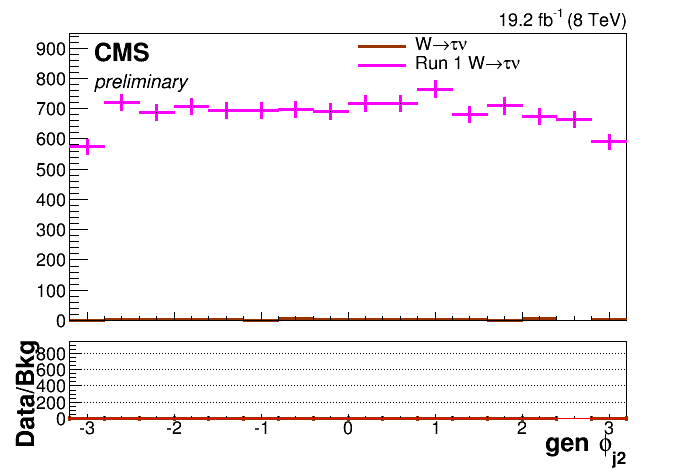 19.2 fb⁻¹ (8 TeV)
CMS
preliminary
W→τν
Run 1 W→τν
900
800
700
600
500
400
300
200
100
0
Data/Bkg
800
600
400
200
0
-3 -2 -1 0 1 2 3
gen ϕj2